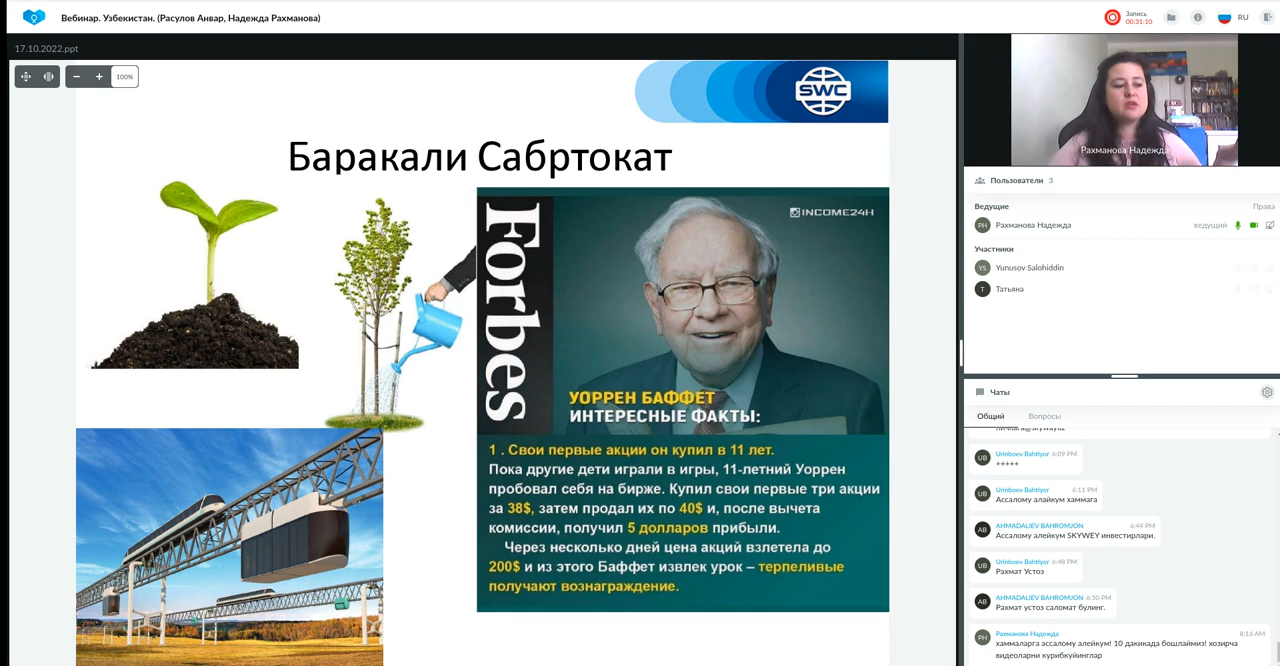 Вебинар. Узбекистан. (Расулов Анвар, Надежда Рахманова)
Запись
00:31:10
RU
17.10.2022.ppt
100%
SWC
Баракали Сабртокат
Forbes
INCOME24H
УОРРЕН БАФФЕТ
ИНТЕРЕСНЫЕ ФАКТЫ:
1 . Свои первые акции он купил в 11 лет.
Пока другие дети играли в игры, 11-летний Уоррен
пробовал себя на бирже. Купил свои первые три акции
за 38$, затем продал их по 40$ и, после вычета
комиссии, получил 5 долларов прибыли.
Через несколько дней цена акций взлетела до
200$ и из этого Баффет извлек урок – терпеливые
получают вознаграждение.
Рахманова Надежда
Пользователи 3
Ведущие Права
РН Рахманова Надежда ведущий
Участники
YS Yunusov Salohiddin
Т Татьяна
Чаты
Общий Вопросы
UB Urinboev Bahtiyor 6:09 PM
+++++
UB Urinboev Bahtiyor 6:11 PM
Ассалому алайкум хаммага
AB AHMADALIEV BAHROMJON 6:44 PM
Ассалому алейкум SKYWEY инвестирлари.
UB Urinboev Bahtiyor 6:48 PM
Рахмат Устоз
AB AHMADALIEV BAHROMJON 6:50 PM
Рахмат устоз саломат булинг.
РН Рахманова Надежда 8:16 AM
хаммаларга ассалому алейкум! 10 дакикада бошлаймиз! хозирча
видеоларни курибкуйинглар